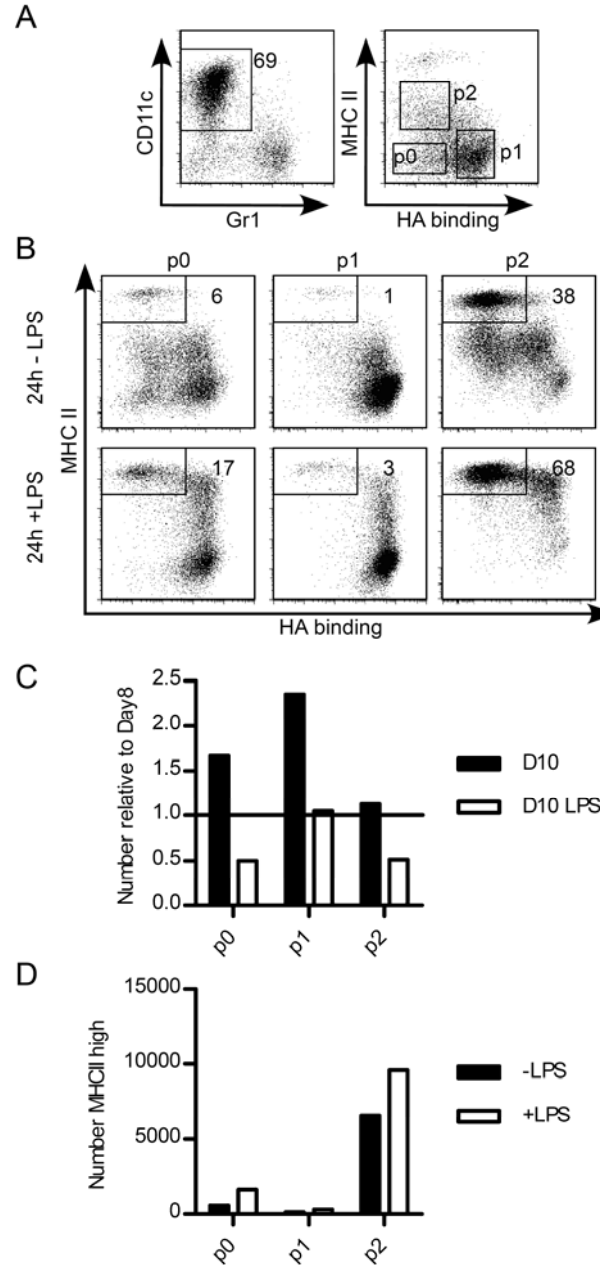 A
CD11c
69
Gr1
MHC II
p2
p0
p1
HA binding
B
p0 p1 p2
24h - LPS
6 1 38
24h +LPS
17 3 68
MHC II
HA binding
C
Number relative to Day8
2.5
2.0
1.5
1.0
0.5
0.0
p0 p1 p2
D10
D10 LPS
D
Number MHCII high
15000
10000
5000
0
p0 p1 p2
-LPS
+LPS